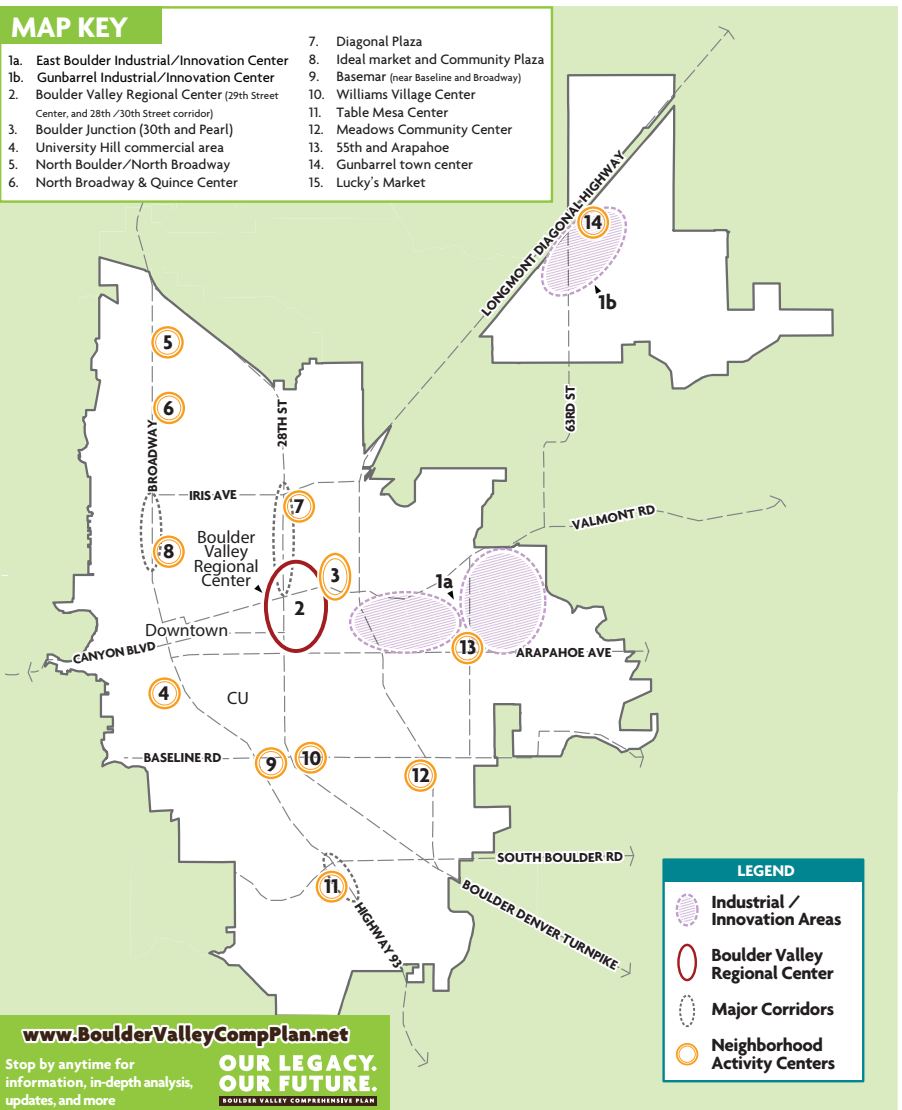 MAP KEY
1a. East Boulder Industrial/Innovation Center
1b. Gunbarrel Industrial/Innovation Center
2. Boulder Valley Regional Center (29th Street
Center, and 28th /30th Street corridor)
3. Boulder Junction (30th and Pearl)
4. University Hill commercial area
5. North Boulder/North Broadway
6. North Broadway & Quince Center
7. Diagonal Plaza
8. Ideal market and Community Plaza
9. Basemar (near Baseline and Broadway)
10. Williams Village Center
11. Table Mesa Center
12. Meadows Community Center
13. 55th and Arapahoe
14. Gunbarrel town center
15. Lucky's Market
LONGMONT DIAGONAL HIGHWAY
14
1b
5
6
63RD ST
28TH ST
BROADWAY
IRIS AVE
7
VALMONT RD
8
Boulder
Valley
Regional
Center
3
1a
2
Downtown
13
CANYON BLVD
ARAPAHOE AVE
4
CU
BASELINE RD
9
10
12
SOUTH BOULDER RD
11
BOULDER DENVER TURNPIKE
HIGHWAY 93
LEGEND
Industrial /
Innovation Areas
Boulder Valley
Regional Center
Major Corridors
Neighborhood
Activity Centers
www.BoulderValleyCompPlan.net
Stop by anytime for
information, in-depth analysis,
updates, and more
OUR LEGACY.
OUR FUTURE.
BOULDER VALLEY COMPREHENSIVE PLAN